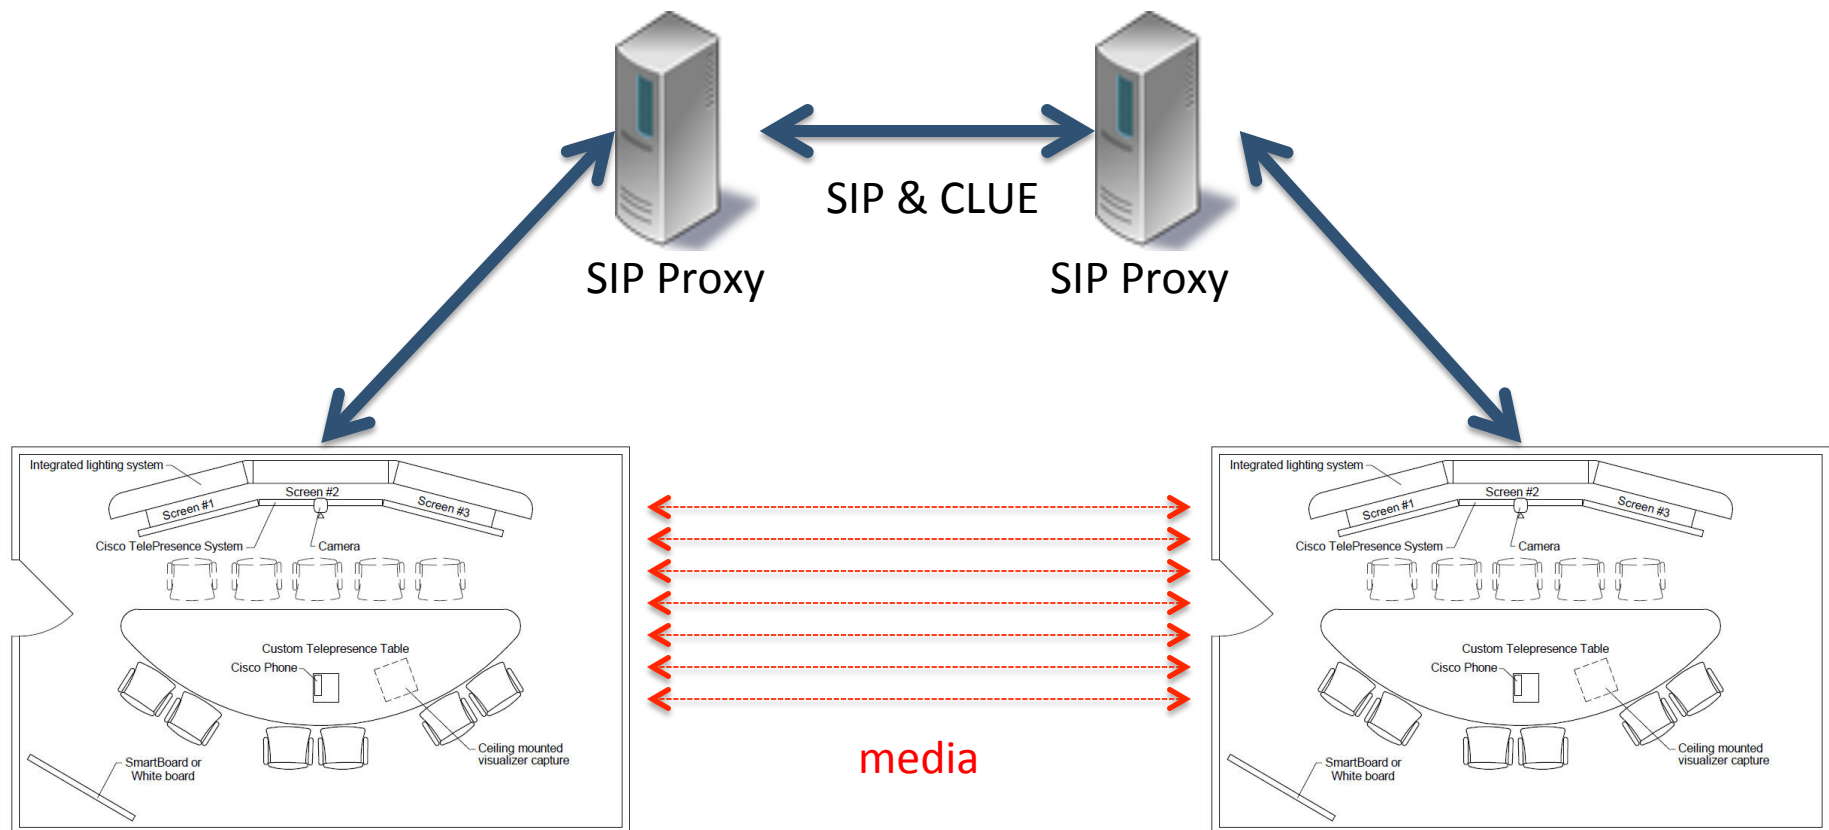 SIP & CLUE
SIP Proxy
SIP Proxy
Integrated lighting system
Screen #1
Screen #2
Screen #3
Cisco TelePresence System
Camera
Custom Telepresence Table
Cisco Phone
Ceiling mounted
visualizer capture
SmartBoard or
White board
media
Integrated lighting system
Screen #1
Screen #2
Screen #3
Cisco TelePresence System
Camera
Custom Telepresence Table
Cisco Phone
Ceiling mounted
visualizer capture
SmartBoard or
White board